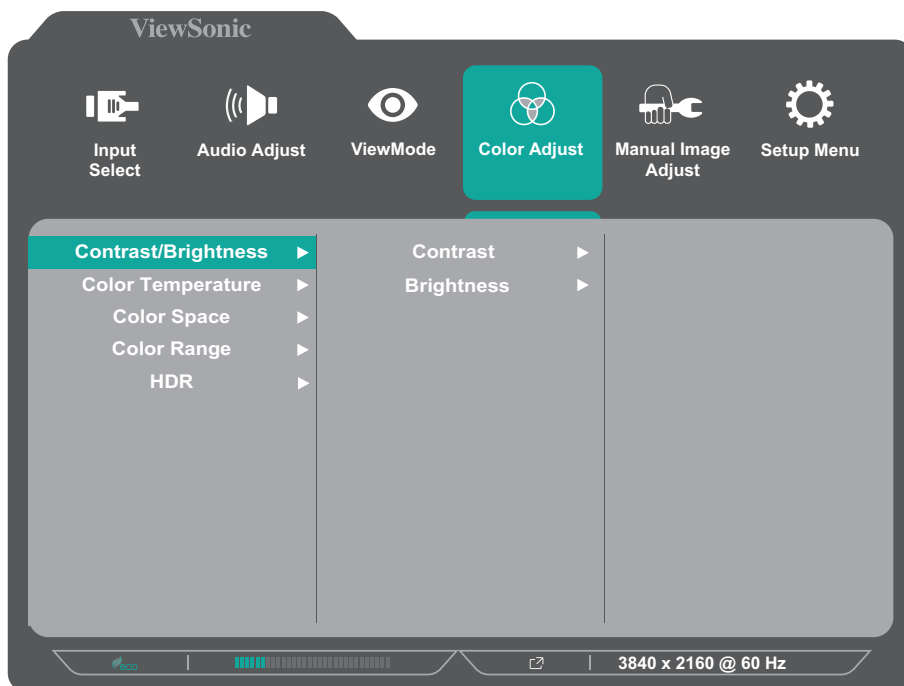 ViewSonic
Input
Select
Audio Adjust
ViewMode
Color Adjust
Manual Image
Adjust
Setup Menu
Contrast/Brightness
Color Temperature
Color Space
Color Range
HDR
Contrast
Brightness
eco
3840 x 2160 @ 60 Hz